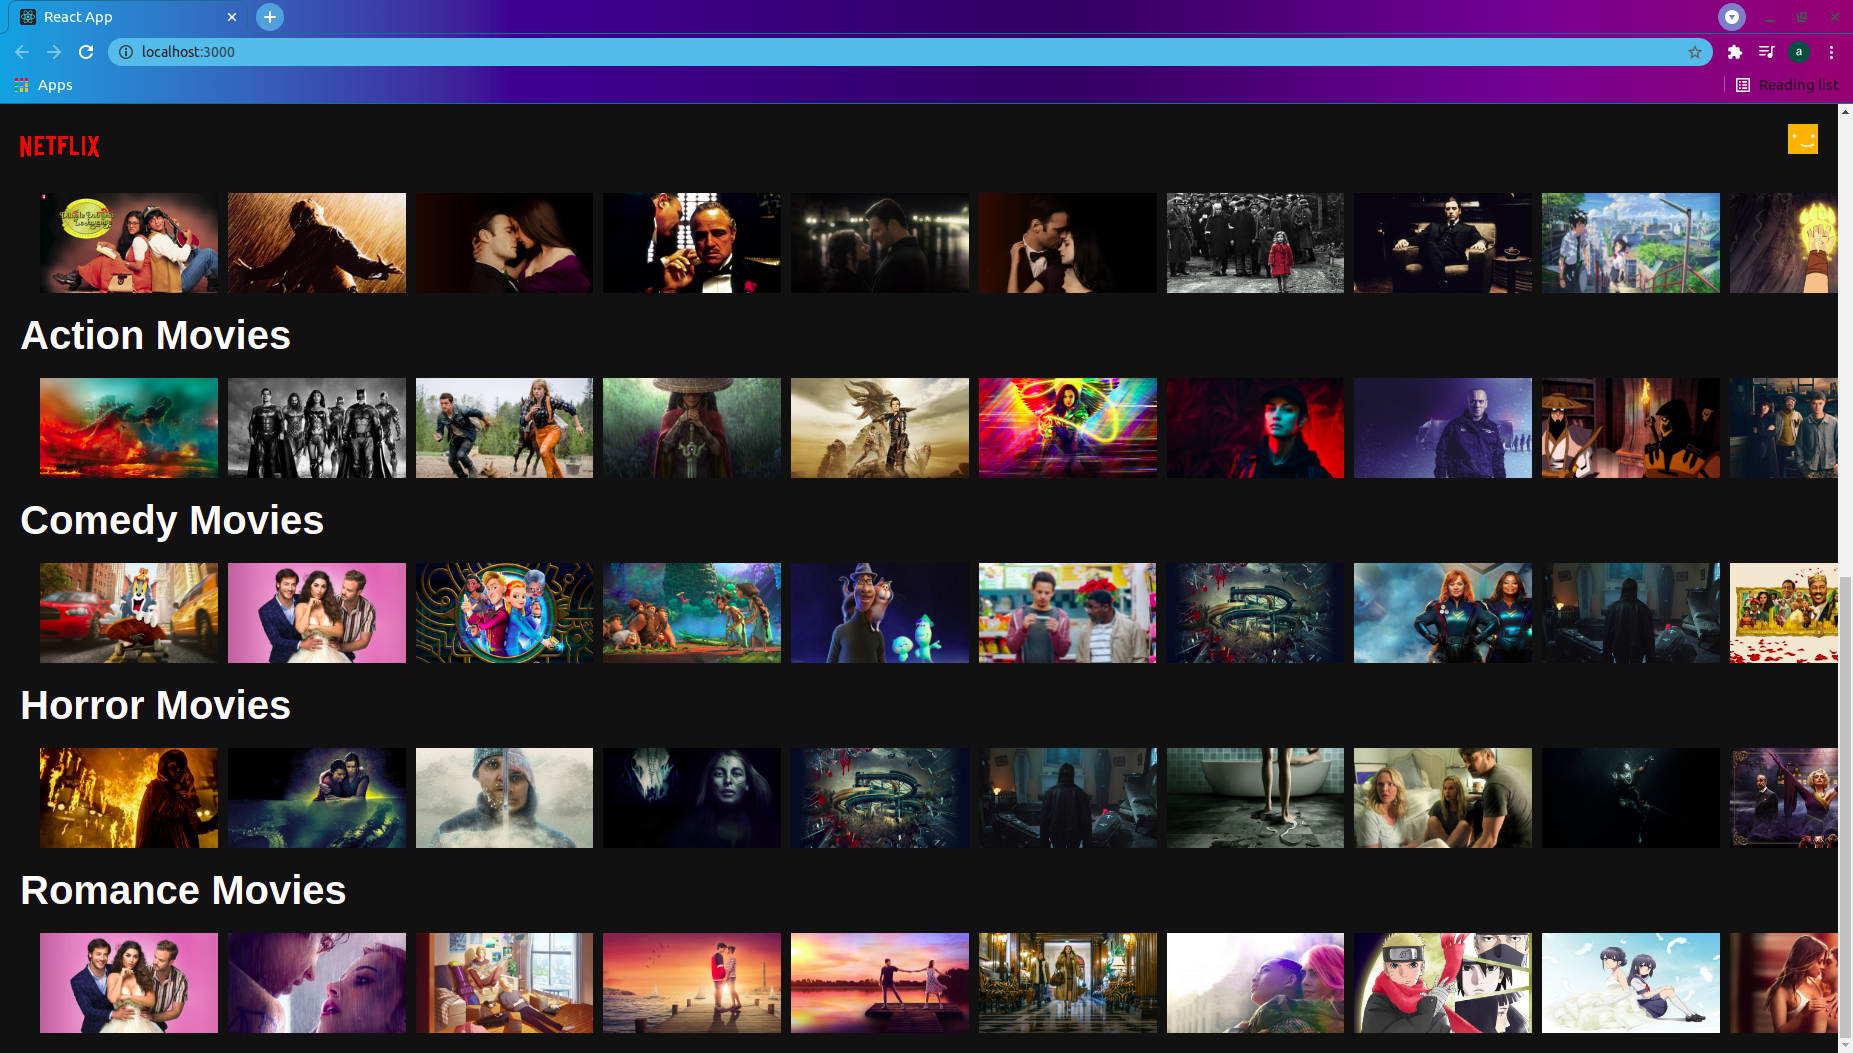 React App
localhost:3000
a
Apps
Reading list
NETFLIX
Action Movies
Comedy Movies
Horror Movies
Romance Movies